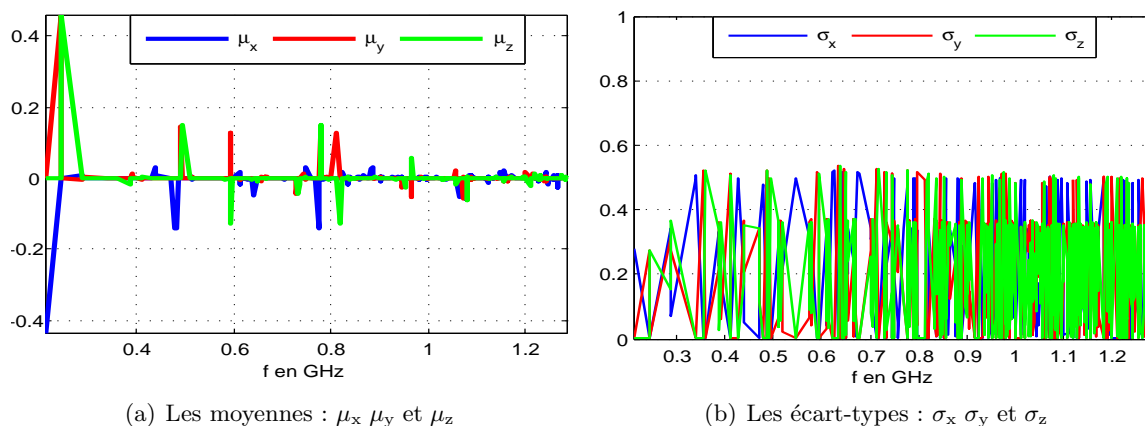 μx μy μz
0.4
0.2
0
-0.2
-0.4
0.4 0.6 0.8 1 1.2
f en GHz
(a) Les moyennes : μx μy et μz
σx σy σz
1
0.8
0.6
0.4
0.2
0
0.3 0.4 0.5 0.6 0.7 0.8 0.9 1 1.1 1.2
f en GHz
(b) Les écart-types : σx σy et σz